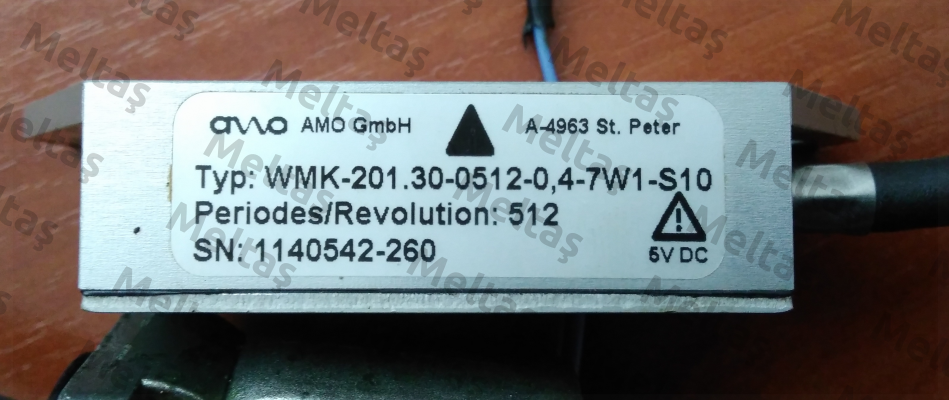 amo AMO GmbH A-4963 St. Peter
Typ: WMK-201.30-0512-0,4-7W1-S10
Periodes/Revolution: 512
SN: 1140542-260
5V DC
Meltaş